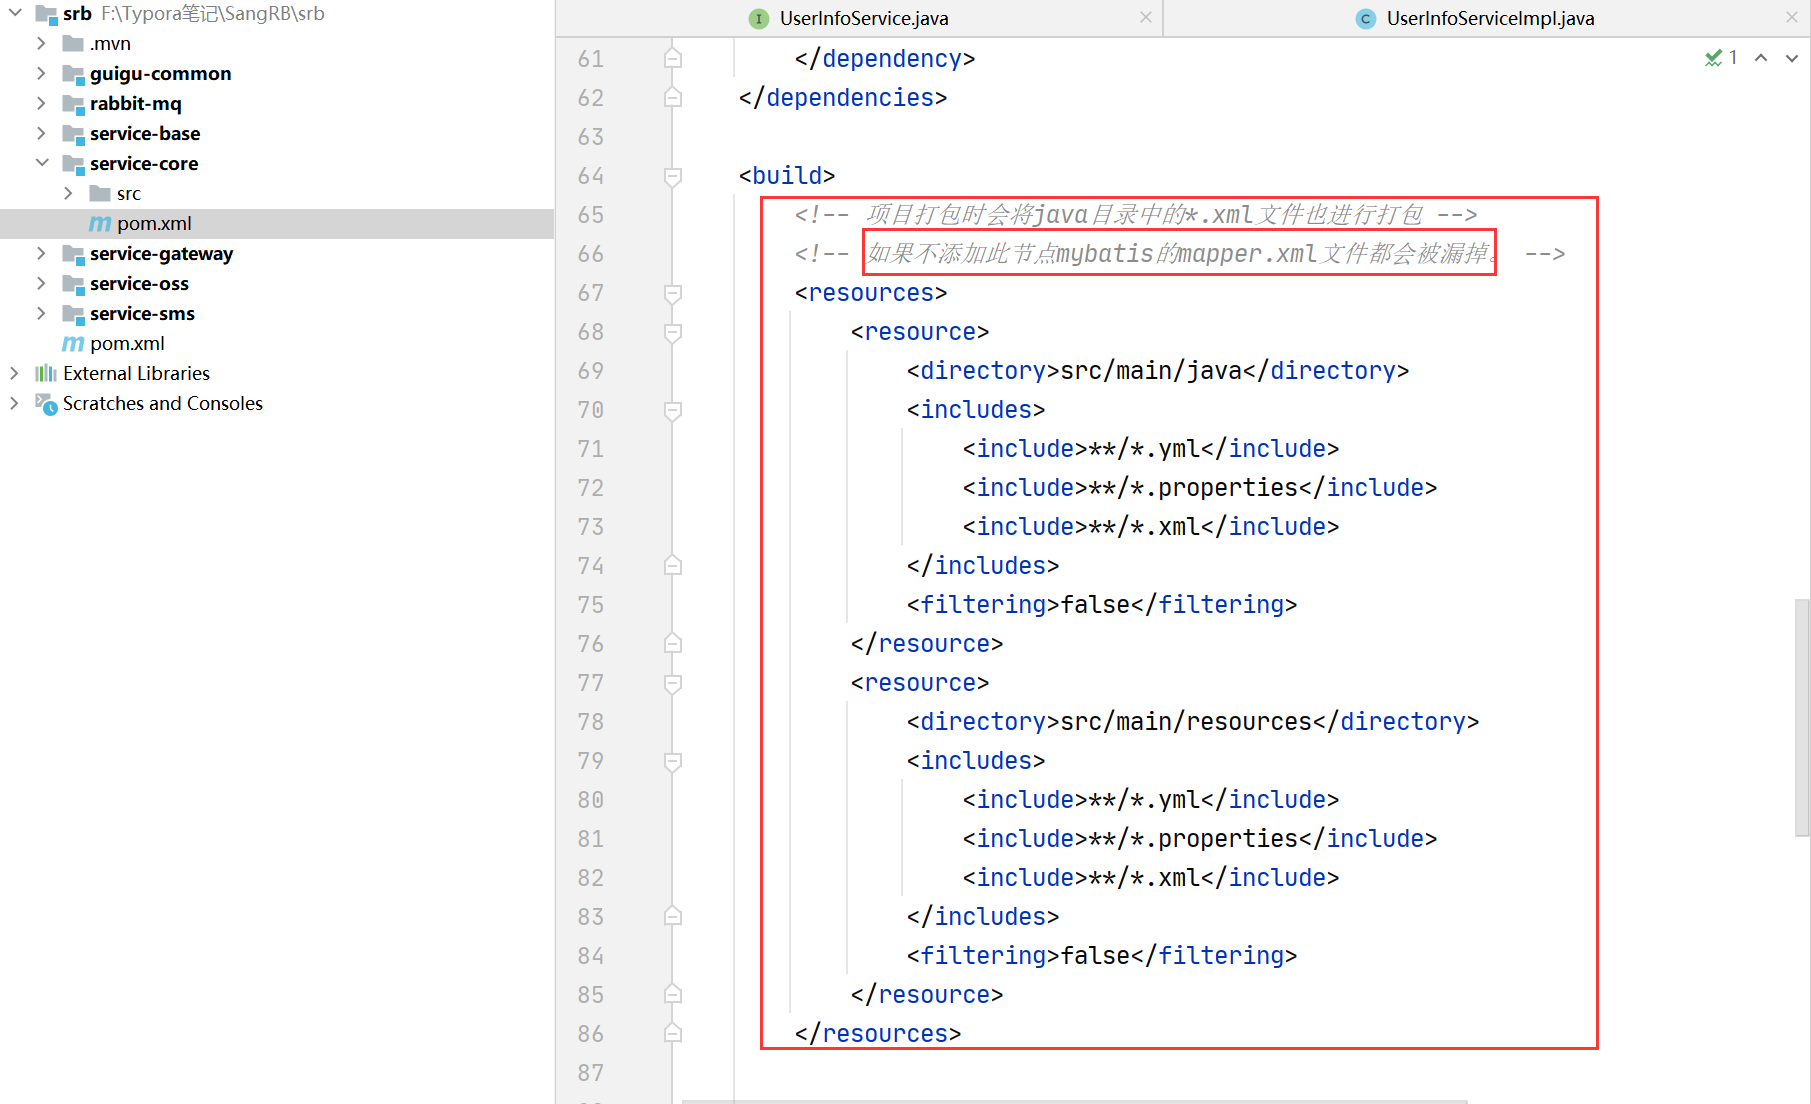 srb F:\Typora笔记\SangRB\srb
.mvn
guigu-common
rabbit-mq
service-base
service-core
src
pom.xml
service-gateway
service-oss
service-sms
pom.xml
External Libraries
Scratches and Consoles
UserInfoService.java
UserInfoServiceImpl.java
1
61 </dependency>
62 </dependencies>
63
64 <build>
65 <!-- 项目打包时会将java目录中的*.xml文件也进行打包 -->
66 <!-- 如果不添加此节点mybatis的mapper.xml文件都会被漏掉。 -->
67 <resources>
68 <resource>
69 <directory>src/main/java</directory>
70 <includes>
71 <include>**/*.yml</include>
72 <include>**/*.properties</include>
73 <include>**/*.xml</include>
74 </includes>
75 <filtering>false</filtering>
76 </resource>
77 <resource>
78 <directory>src/main/resources</directory>
79 <includes>
80 <include>**/*.yml</include>
81 <include>**/*.properties</include>
82 <include>**/*.xml</include>
83 </includes>
84 <filtering>false</filtering>
85 </resource>
86 </resources>
87